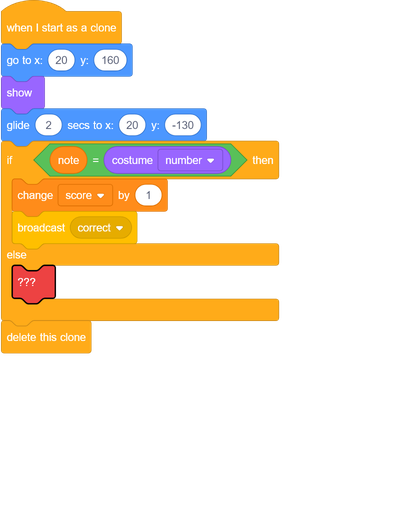 when I start as a clone
go to x: 20 y: 160
show
glide 2 secs to x: 20 y: -130
if note = costume number then
change score by 1
broadcast correct
else
???
delete this clone